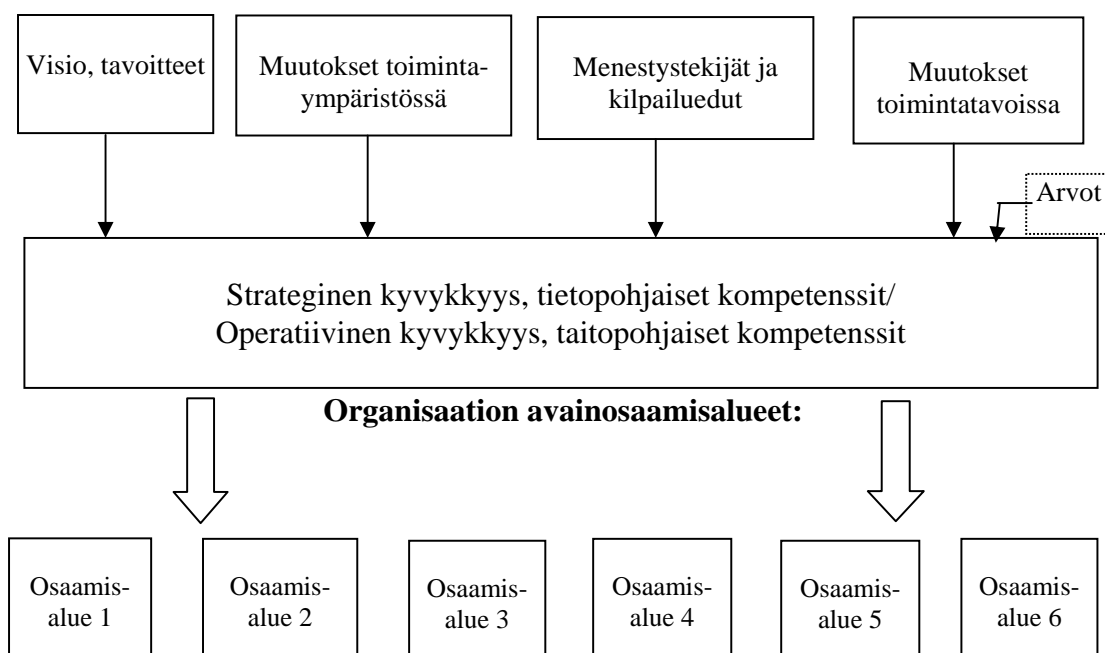 Visio, tavoitteet
Muutokset toiminta-
ympäristössä
Menestystekijät ja
kilpailuedut
Muutokset
toimintatavoissa
Arvot
Strateginen kyvykkyys, tietopohjaiset kompetenssit/
Operatiivinen kyvykkyys, taitopohjaiset kompetenssit
Organisaation avainosaamisalueet:
Osaamis-
alue 1
Osaamis-
alue 2
Osaamis-
alue 3
Osaamis-
alue 4
Osaamis-
alue 5
Osaamis-
alue 6